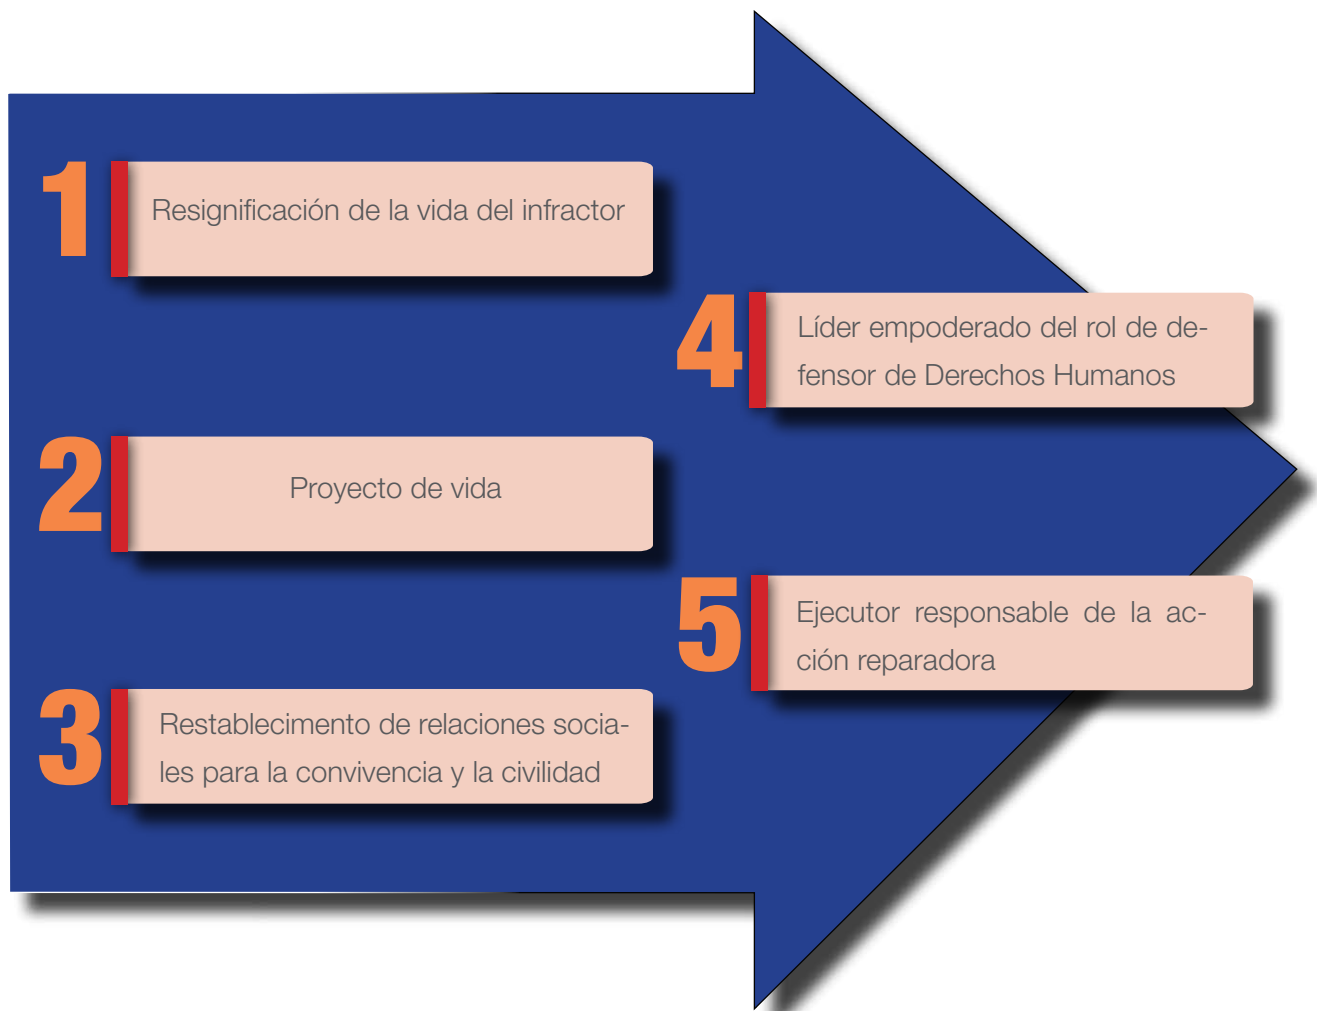 1
Resignificación de la vida del infractor
2
Proyecto de vida
3
Restablecimento de relaciones socia-
les para la convivencia y la civilidad
4
Líder empoderado del rol de de-
fensor de Derechos Humanos
5
Ejecutor responsable de la ac-
ción reparadora